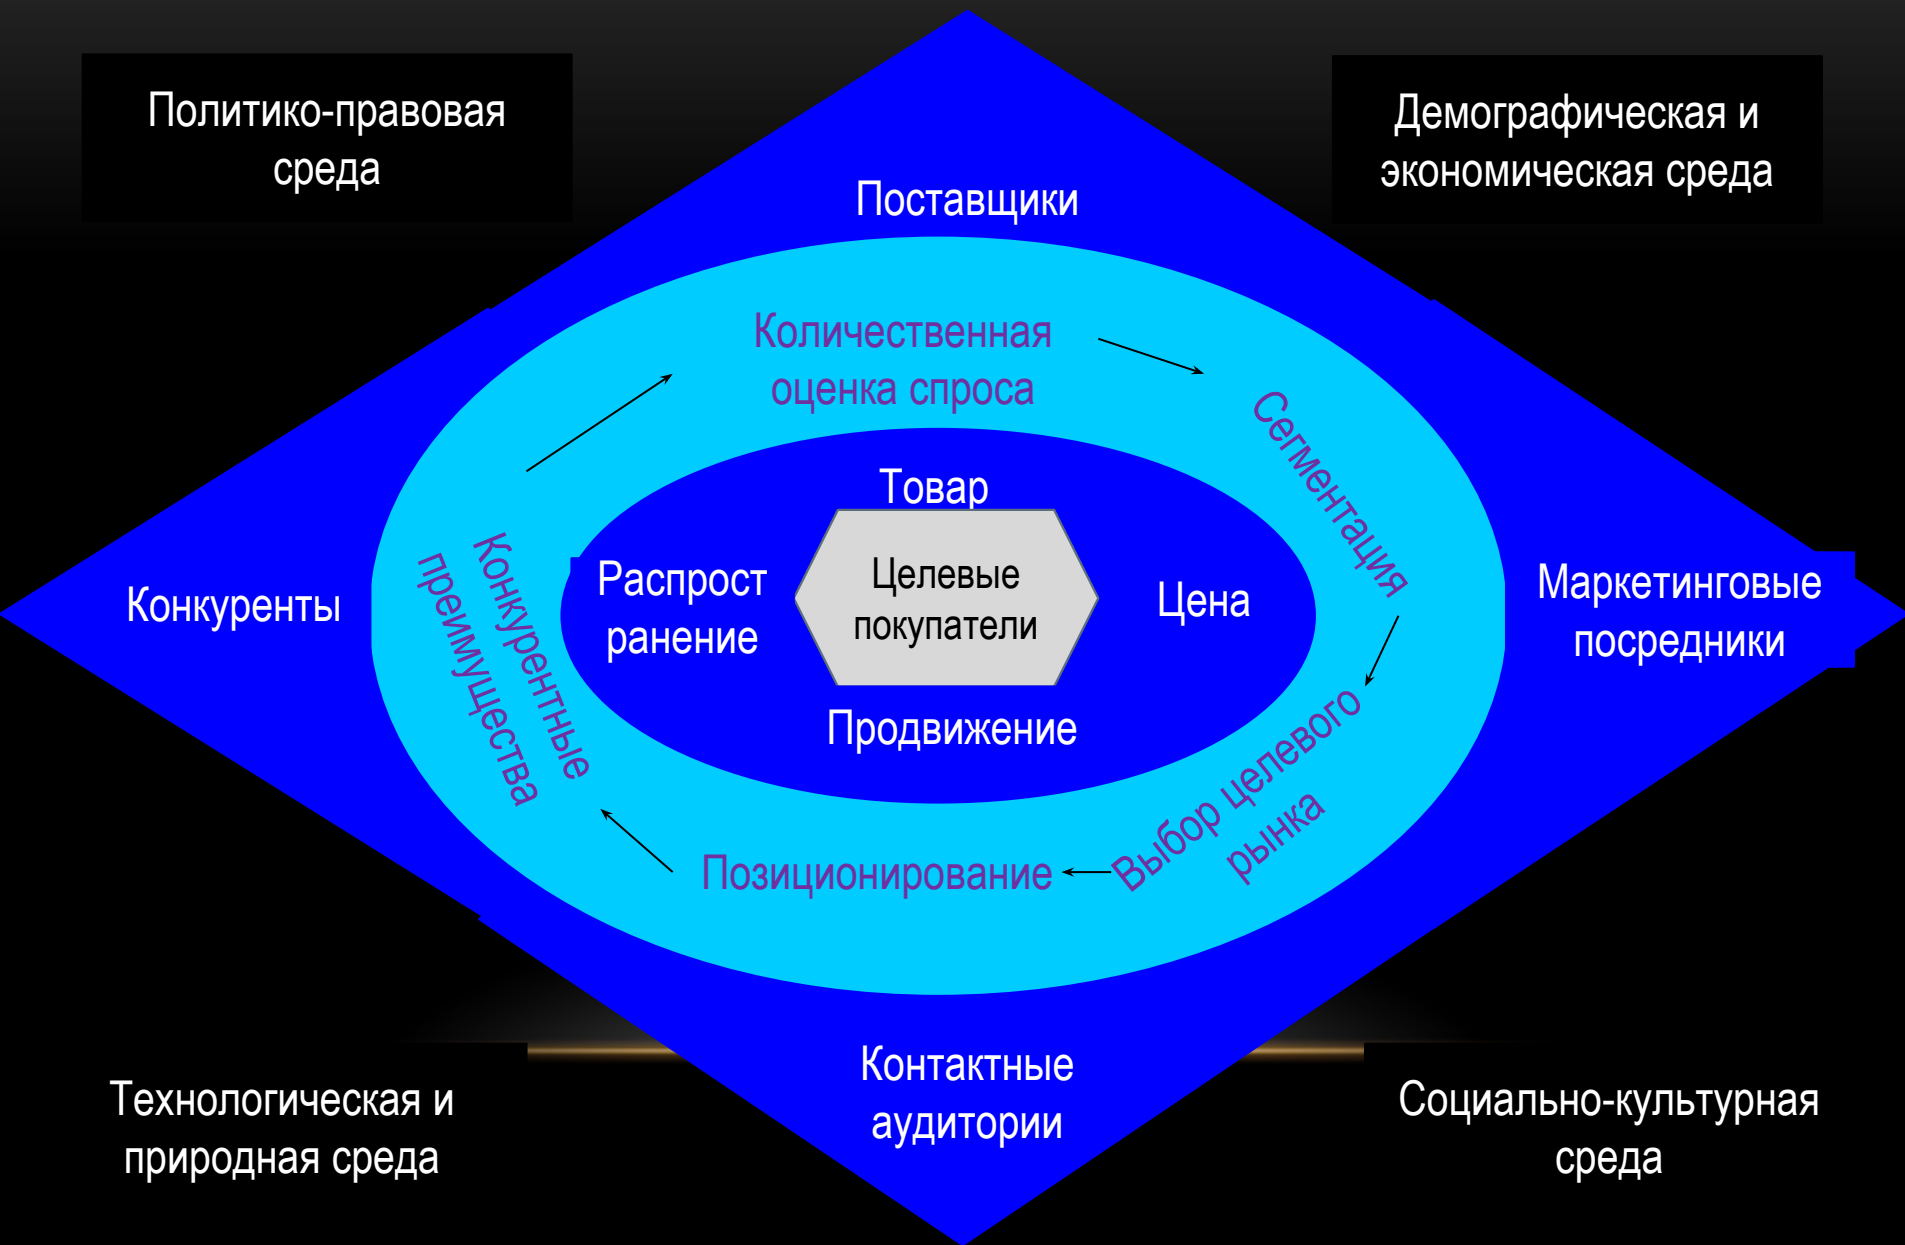 Политико-правовая
среда
Демографическая и
экономическая среда
Поставщики
Количественная
оценка спроса
Сегментация
Товар
Целевые
покупатели
Распрост
ранение
Цена
Продвижение
Конкуренты
Конкурентные
преимущества
Маркетинговые
посредники
Выбор целевого
рынка
Позиционирование
Контактные
аудитории
Технологическая и
природная среда
Социально-культурная
среда